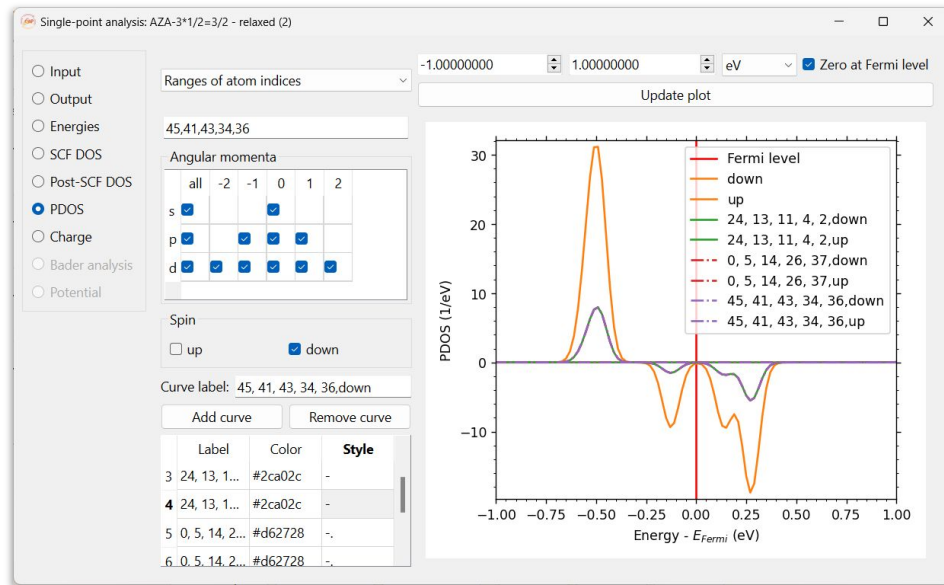 Single-point analysis: AZA-3*1/2=3/2 - relaxed (2)
Input
Output
Energies
SCF DOS
Post-SCF DOS
PDOS
Charge
Bader analysis
Potential
Ranges of atom indices
45,41,43,34,36
Angular momenta
all -2 -1 0 1 2
s
p
d
Spin
up down
Curve label: 45, 41, 43, 34, 36,down
Add curve Remove curve
Label Color Style
3 24, 13, 1... #2ca02c -
4 24, 13, 1... #2ca02c -
5 0, 5, 14, 2... #d62728 -.
6 0, 5, 14, 2... #d62728 -.
-1.00000000 1.00000000 eV Zero at Fermi level
Update plot
Fermi level
down
up
24, 13, 11, 4, 2,down
24, 13, 11, 4, 2,up
0, 5, 14, 26, 37,down
0, 5, 14, 26, 37,up
45, 41, 43, 34, 36,down
45, 41, 43, 34, 36,up
PDOS (1/eV)
30
20
10
0
−10
−1.00 −0.75 −0.50 −0.25 0.00 0.25 0.50 0.75 1.00
Energy - EFermi (eV)